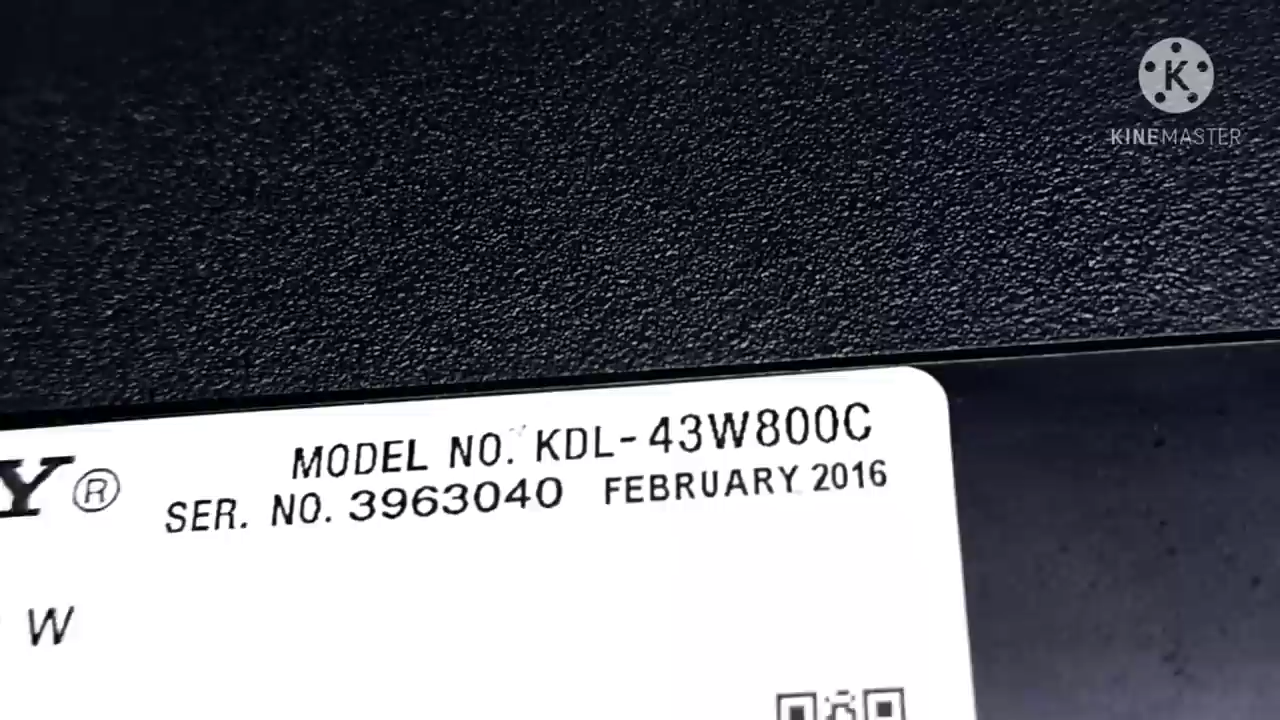 K
KINEMASTER
Y®
MODEL NO. KDL-43W800C
SER. NO. 3963040 FEBRUARY 2016
W